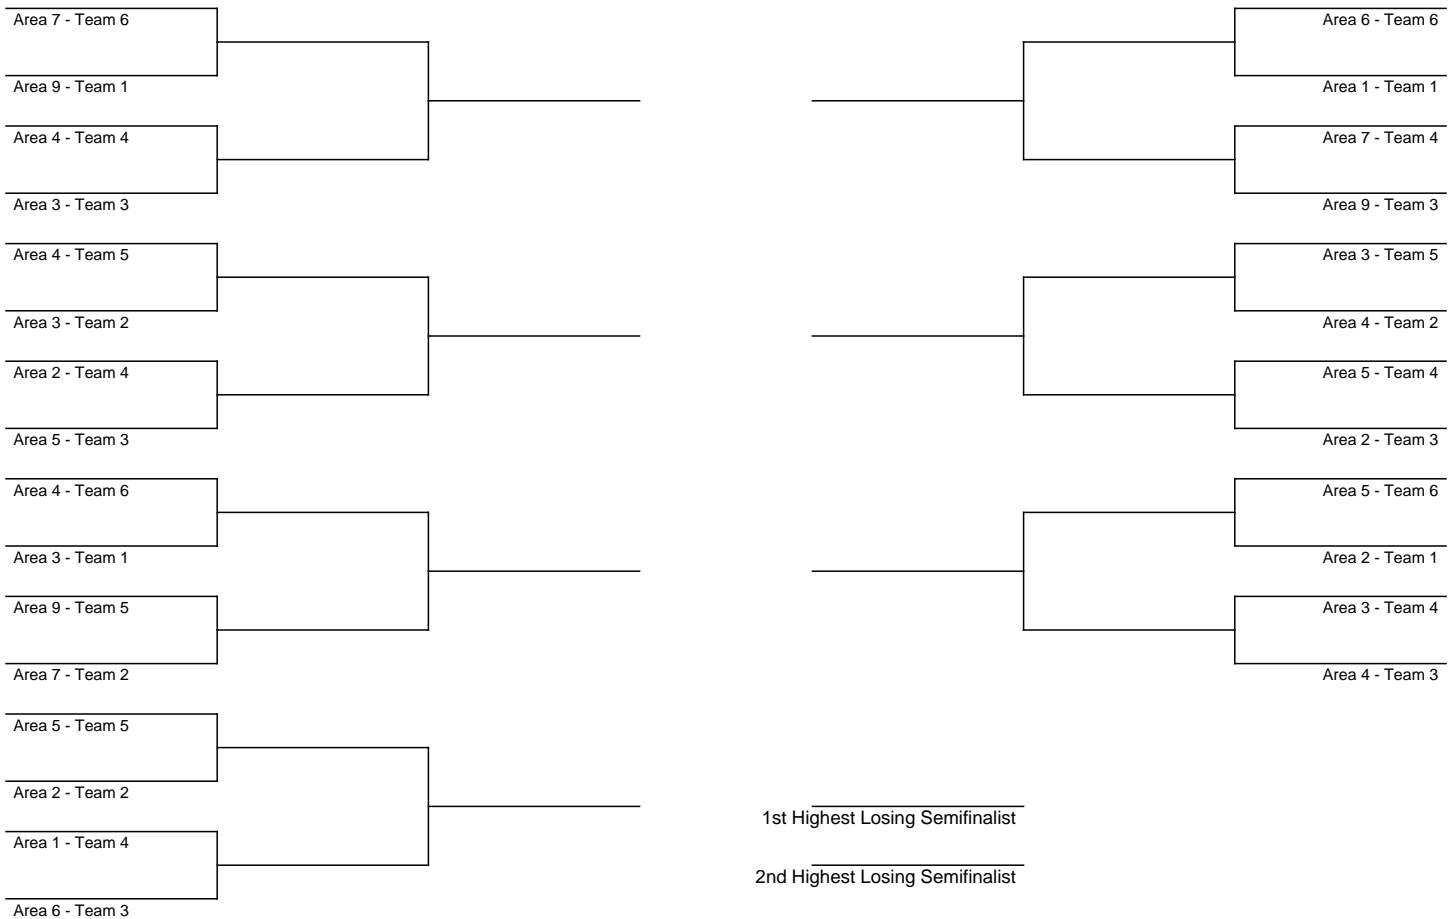 Area 7 - Team 6
Area 9 - Team 1
Area 4 - Team 4
Area 3 - Team 3
Area 4 - Team 5
Area 3 - Team 2
Area 2 - Team 4
Area 5 - Team 3
Area 4 - Team 6
Area 3 - Team 1
Area 9 - Team 5
Area 7 - Team 2
Area 5 - Team 5
Area 2 - Team 2
Area 1 - Team 4
Area 6 - Team 3
Area 6 - Team 6
Area 1 - Team 1
Area 7 - Team 4
Area 9 - Team 3
Area 3 - Team 5
Area 4 - Team 2
Area 5 - Team 4
Area 2 - Team 3
Area 5 - Team 6
Area 2 - Team 1
Area 3 - Team 4
Area 4 - Team 3
1st Highest Losing Semifinalist
2nd Highest Losing Semifinalist